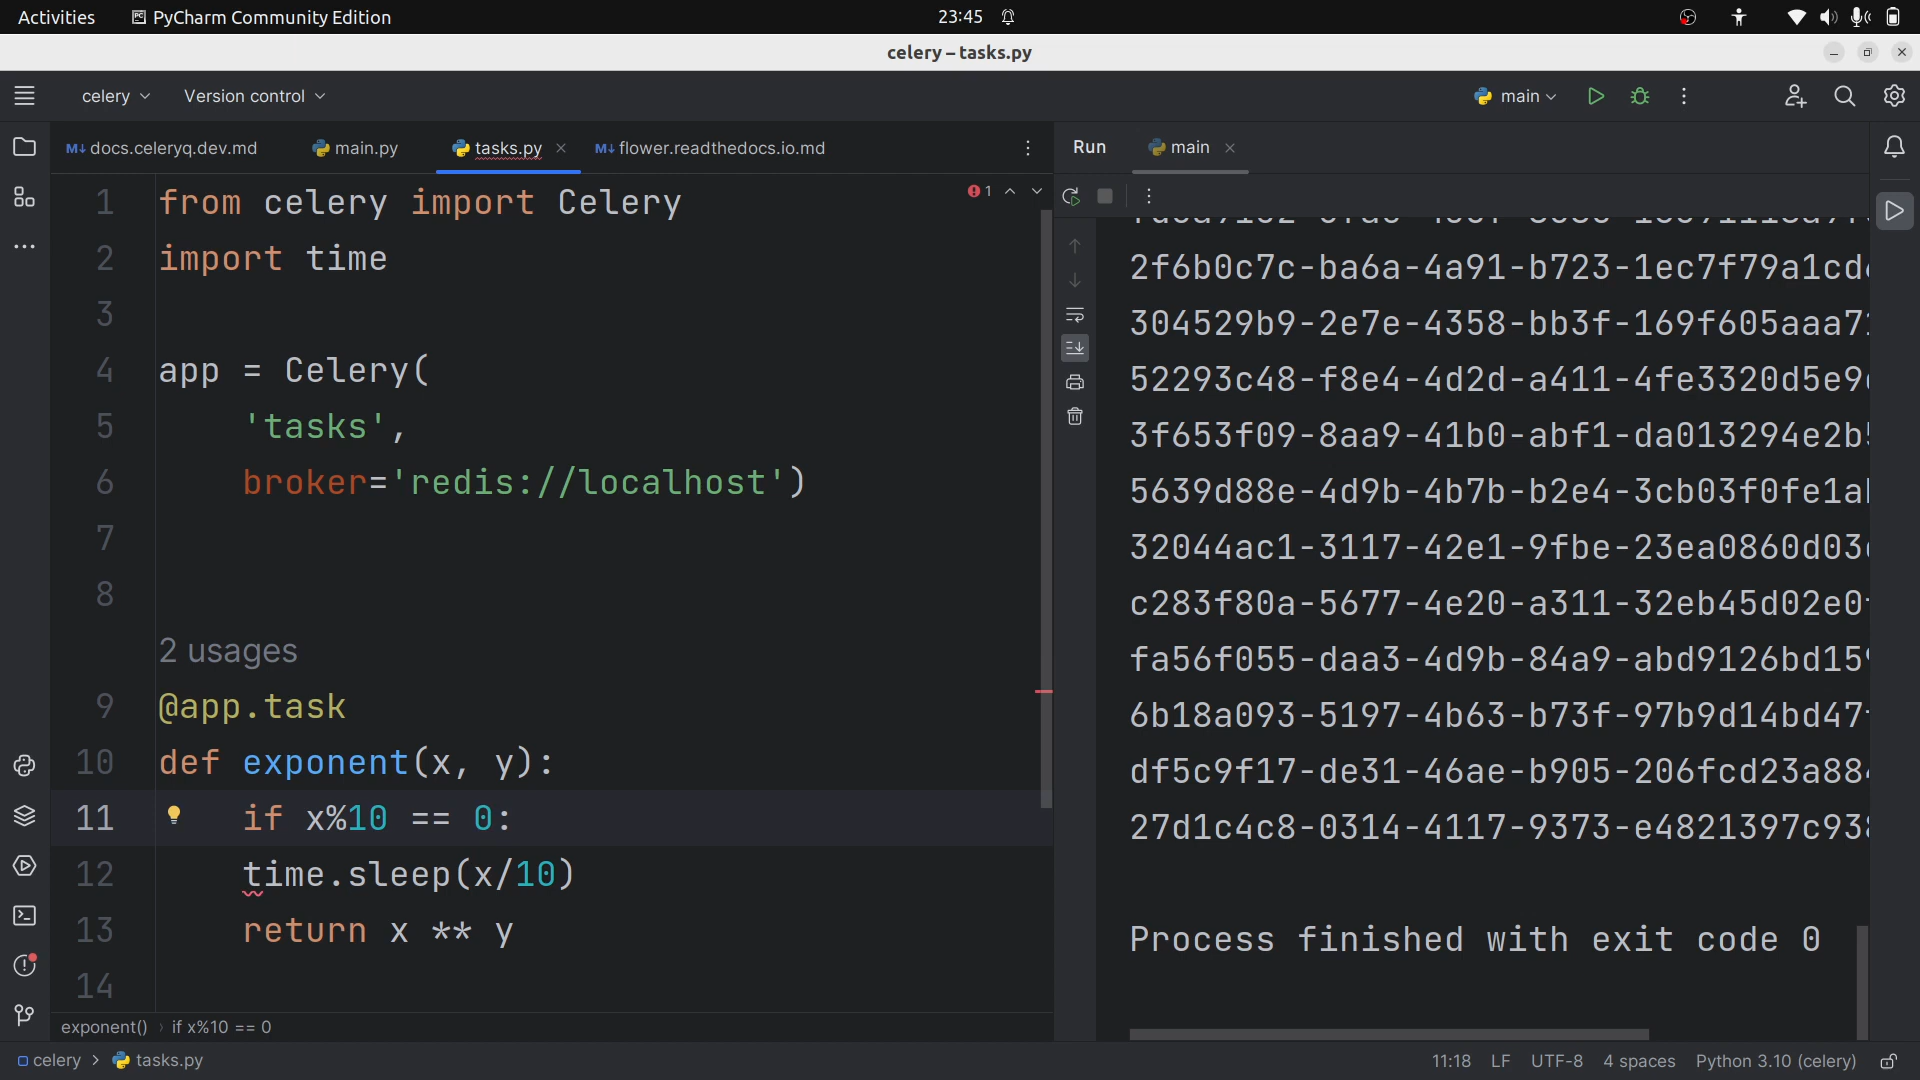 Activities
PyCharm Community Edition
23:45
celery – tasks.py
celery
Version control
main
docs.celeryq.dev.md
main.py
tasks.py
flower.readthedocs.io.md
Run
main
1 from celery import Celery
2 import time
3
4 app = Celery(
5 'tasks',
6 broker='redis://localhost')
7
8
2 usages
9 @app.task
10 def exponent(x, y):
11 if x%10 == 0:
12 time.sleep(x/10)
13 return x ** y
14
1
2f6b0c7c-ba6a-4a91-b723-1ec7f79a1cd
304529b9-2e7e-4358-bb3f-169f605aaa7
52293c48-f8e4-4d2d-a411-4fe3320d5e9
3f653f09-8aa9-41b0-abf1-da013294e2b
5639d88e-4d9b-4b7b-b2e4-3cb03f0fe1a
32044ac1-3117-42e1-9fbe-23ea0860d03
c283f80a-5677-4e20-a311-32eb45d02e0
fa56f055-daa3-4d9b-84a9-abd9126bd15
6b18a093-5197-4b63-b73f-97b9d14bd47
df5c9f17-de31-46ae-b905-206fcd23a88
27d1c4c8-0314-4117-9373-e4821397c93
Process finished with exit code 0
exponent() › if x%10 == 0
celery > tasks.py
11:18
LF
UTF-8
4 spaces
Python 3.10 (celery)